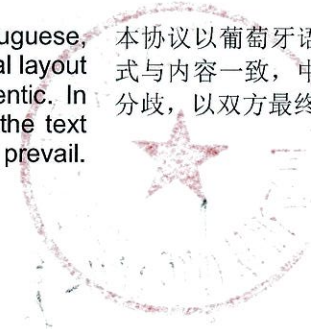 uguese,
al layout
entic. In
the text
prevail.
本协议以葡萄牙语
式与内容一致，中
分歧，以双方最终